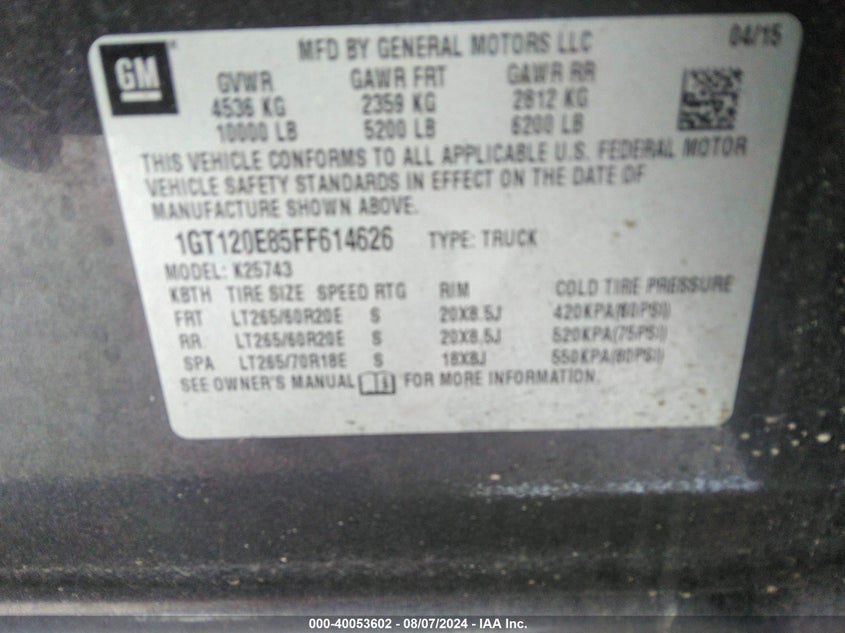 GM
MFD BY GENERAL MOTORS LLC 04/15
GVWR GAWR FRT GAWR RR
4536 KG 2359 KG 2812 KG
10000 LB 5200 LB 6200 LB
THIS VEHICLE CONFORMS TO ALL APPLICABLE U.S. FEDERAL MOTOR
VEHICLE SAFETY STANDARDS IN EFFECT ON THE DATE OF
MANUFACTURE SHOWN ABOVE.
1GT120E85FF614626 TYPE: TRUCK
MODEL: K25743
KBTH TIRE SIZE SPEED RTG RIM COLD TIRE PRESSURE
FRT LT265/60R20E S 20X8.5J 420KPA(60PSI)
RR LT265/60R20E S 20X8.5J 520KPA(75PSI)
SPA LT265/70R18E S 18X8J 550KPA(80PSI)
SEE OWNER'S MANUAL FOR MORE INFORMATION.
000-40053602 - 08/07/2024 - IAA Inc.